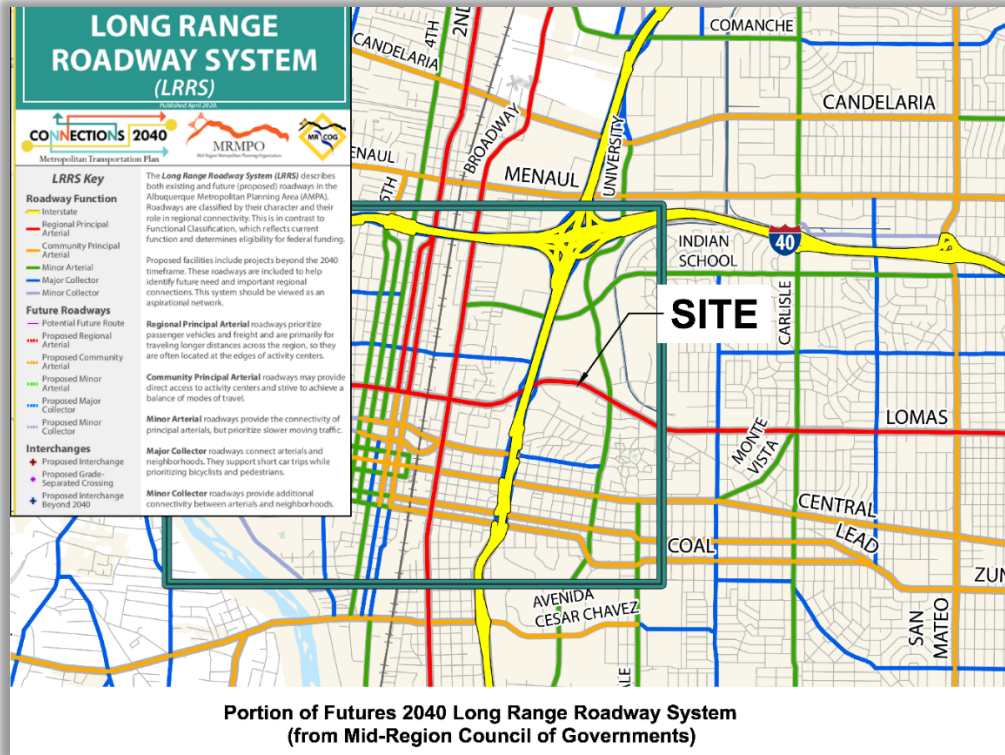 LONG RANGE
ROADWAY SYSTEM
(LRRS)
Published April 2020.
CONNECTIONS 2040
Metropolitan Transportation Plan
MRMPO
Mid-Region Metropolitan Planning Organization
MR COG
LRRS Key
Roadway Function
Interstate
Regional Principal
Arterial
Community Principal
Arterial
Minor Arterial
Major Collector
Minor Collector
Future Roadways
Potential Future Route
Proposed Regional
Arterial
Proposed Community
Arterial
Proposed Minor
Arterial
Proposed Major
Collector
Proposed Minor
Collector
Interchanges
Proposed Interchange
Proposed Grade-
Separated Crossing
Proposed Interchange
Beyond 2040
The Long Range Roadway System (LRRS) describes
both existing and future (proposed) roadways in the
Albuquerque Metropolitan Planning Area (AMPA).
Roadways are classified by their character and their
role in regional connectivity. This is in contrast to
Functional Classification, which reflects current
function and determines eligibility for federal funding.
Proposed facilities include projects beyond the 2040
timeframe. These roadways are included to help
identify future need and important regional
connections. This system should be viewed as an
aspirational network.
Regional Principal Arterial roadways prioritize
passenger vehicles and freight and are primarily for
traveling longer distances across the region, so they
are often located at the edges of activity centers.
Community Principal Arterial roadways may provide
direct access to activity centers and strive to achieve a
balance of modes of travel.
Minor Arterial roadways provide the connectivity of
principal arterials, but prioritize slower moving traffic.
Major Collector roadways connect arterials and
neighborhoods. They support short car trips while
prioritizing bicyclists and pedestrians.
Minor Collector roadways provide additional
connectivity between arterials and neighborhoods.
4TH
2ND
COMANCHE
CANDELARIA
CANDELARIA
BROADWAY
UNIVERSITY
ENAUL
MENAUL
5TH
INDIAN
SCHOOL
40
SITE
CARLISLE
LOMAS
MONTE
VISTA
CENTRAL
LEAD
COAL
ZUN
AVENIDA
CESAR CHAVEZ
SAN
MATEO
LE
Portion of Futures 2040 Long Range Roadway System
(from Mid-Region Council of Governments)